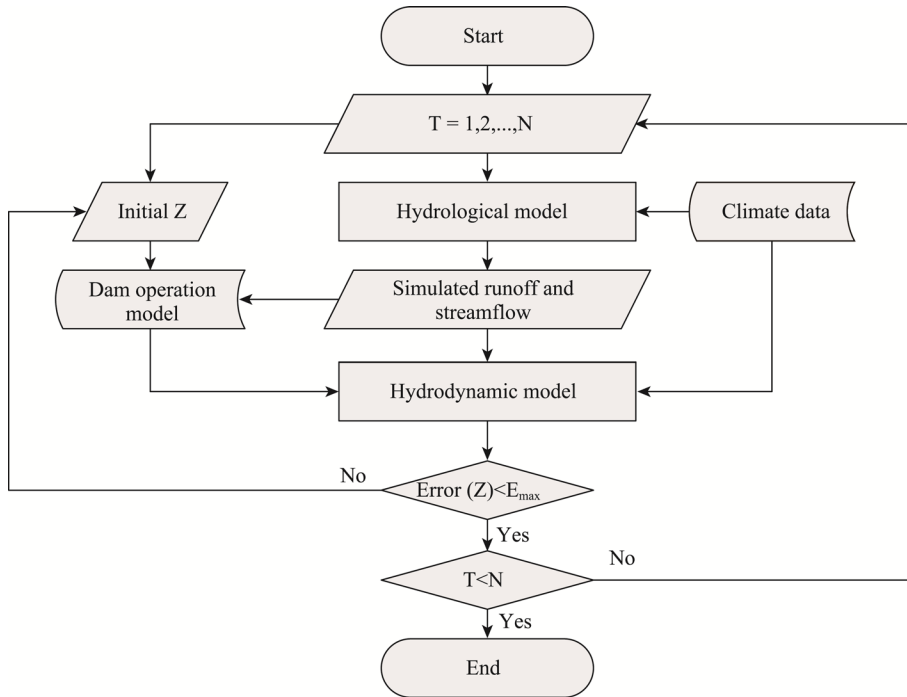 Start
T = 1,2,...,N
Initial Z
Hydrological model
Climate data
Dam operation
model
Simulated runoff and
streamflow
Hydrodynamic model
No
Error (Z)<E_max
Yes
T<N
No
Yes
End